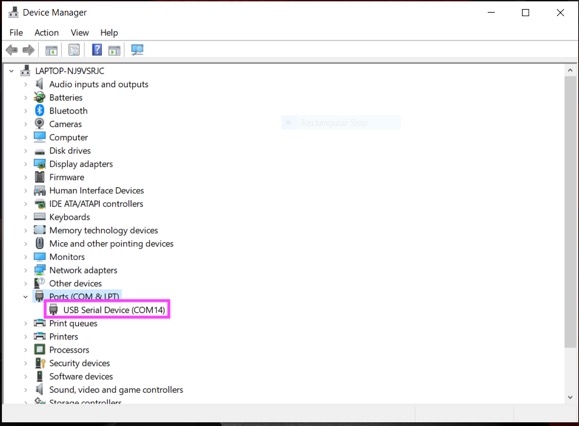 Device Manager
File Action View Help
LAPTOP-NJ9VSRJC
Audio inputs and outputs
Batteries
Bluetooth
Cameras
Computer
Disk drives
Display adapters
Firmware
Human Interface Devices
IDE ATA/ATAPI controllers
Keyboards
Memory technology devices
Mice and other pointing devices
Monitors
Network adapters
Other devices
Ports (COM & LPT)
USB Serial Device (COM14)
Print queues
Printers
Processors
Security devices
Software devices
Sound, video and game controllers
Storage controllers
Rectangular Snip